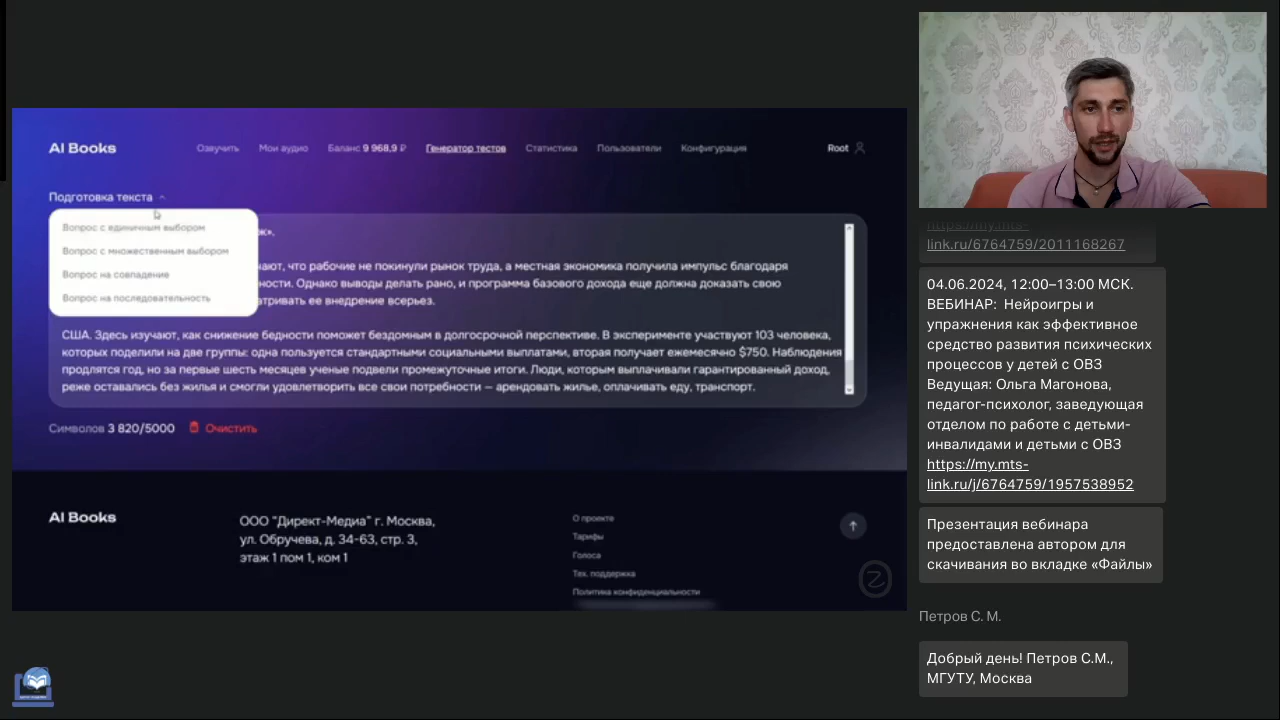 AI Books
Озвучить Мои аудио Баланс 9 968,9 ₽ Генератор тестов Статистика Пользователи Конфигурация Root
Подготовка текста
Вопрос с единичным выбором
Вопрос с множественным выбором
Вопрос на совпадение
Вопрос на последовательность
ж».
ают, что рабочие не покинули рынок труда, а местная экономика получила импульс благодаря
ности. Однако выводы делать рано, и программа базового дохода еще должна доказать свою
атривать ее внедрение всерьез.
США. Здесь изучают, как снижение бедности поможет бездомным в долгосрочной перспективе. В эксперименте участвуют 103 человека,
которых поделили на две группы: одна пользуется стандартными социальными выплатами, вторая получает ежемесячно $750. Наблюдения
продлятся год, но за первые шесть месяцев ученые подвели промежуточные итоги. Люди, которым выплачивали гарантированный доход,
реже оставались без жилья и смогли удовлетворить все свои потребности — арендовать жилье, оплачивать еду, транспорт.
Символов 3 820/5000 Очистить
AI Books
ООО "Директ-Медиа" г. Москва,
ул. Обручева, д. 34-63, стр. 3,
этаж 1 пом 1, ком 1
О проекте
Тарифы
Голоса
Тех. поддержка
Политика конфиденциальности
https://my.mts-
link.ru/6764759/2011168267
04.06.2024, 12:00–13:00 МСК.
ВЕБИНАР: Нейроигры и
упражнения как эффективное
средство развития психических
процессов у детей с ОВЗ
Ведущая: Ольга Магонова,
педагог-психолог, заведующая
отделом по работе с детьми-
инвалидами и детьми с ОВЗ
https://my.mts-
link.ru/j/6764759/1957538952
Презентация вебинара
предоставлена автором для
скачивания во вкладке «Файлы»
Петров С. М.
Добрый день! Петров С.М.,
МГУТУ, Москва